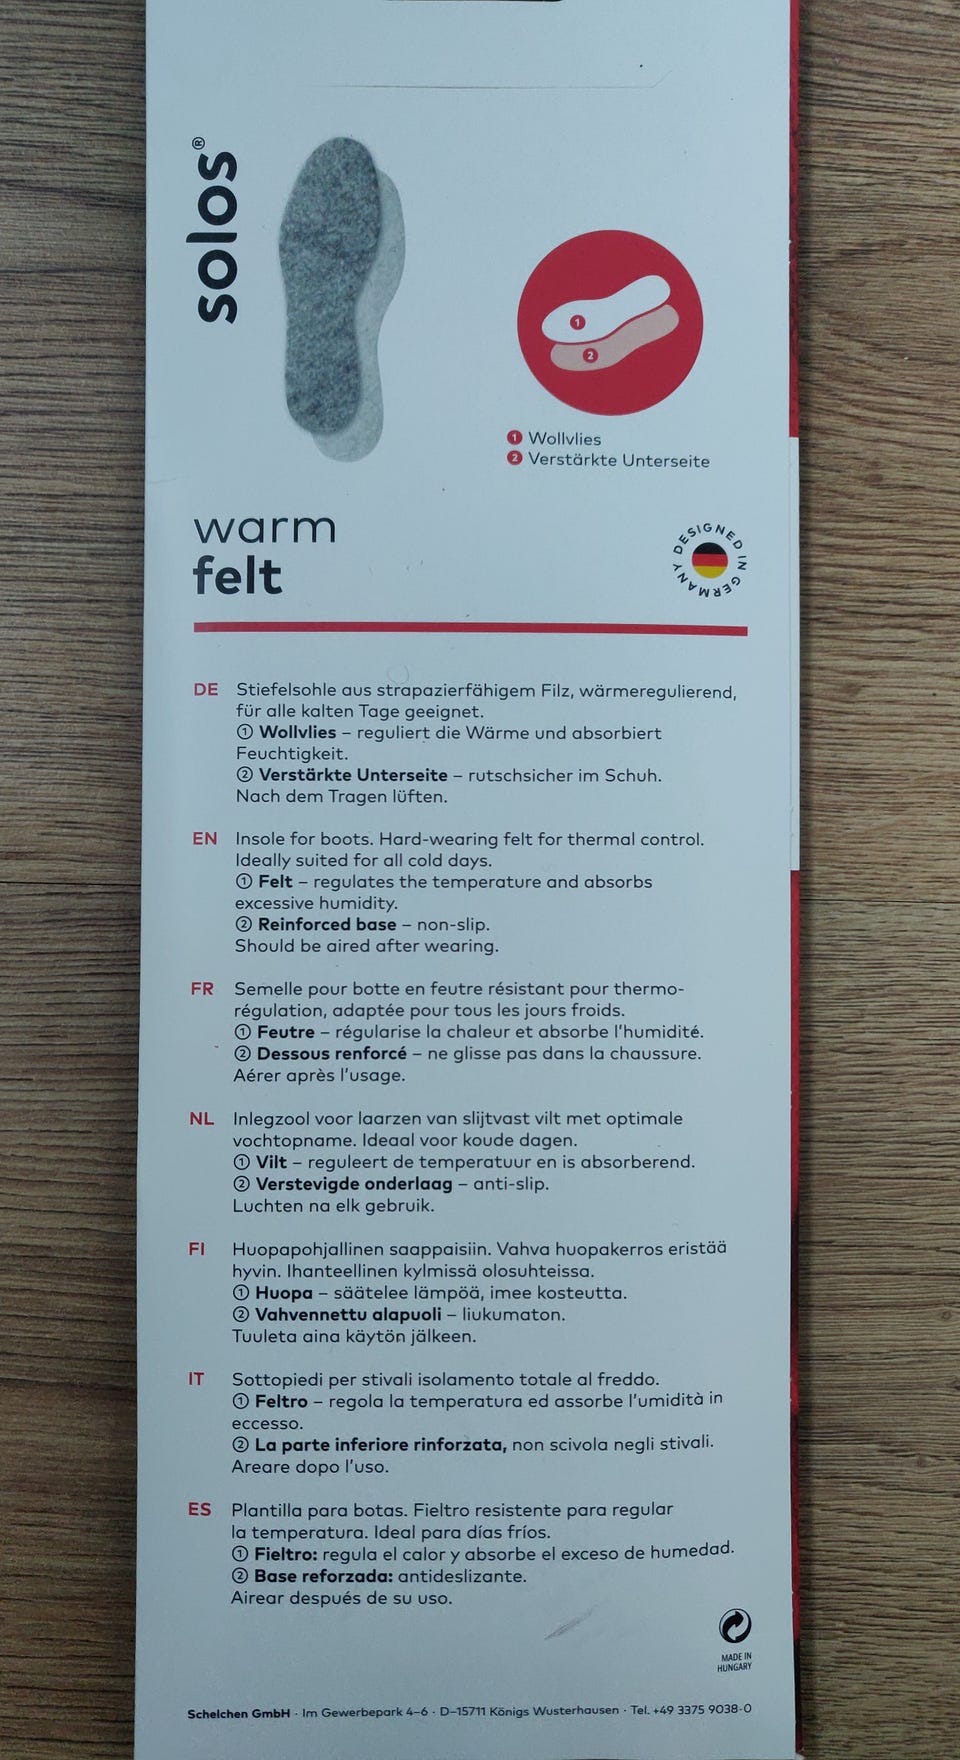 solos®
1
2
1 Wollvlies
2 Verstärkte Unterseite
warm
felt
DESIGNED IN GERMANY
DE Stiefelsohle aus strapazierfähigem Filz, wärmeregulierend,
für alle kalten Tage geeignet.
① Wollvlies – reguliert die Wärme und absorbiert
Feuchtigkeit.
② Verstärkte Unterseite – rutschsicher im Schuh.
Nach dem Tragen lüften.
EN Insole for boots. Hard-wearing felt for thermal control.
Ideally suited for all cold days.
① Felt – regulates the temperature and absorbs
excessive humidity.
② Reinforced base – non-slip.
Should be aired after wearing.
FR Semelle pour botte en feutre résistant pour thermo-
régulation, adaptée pour tous les jours froids.
① Feutre – régularise la chaleur et absorbe l'humidité.
② Dessous renforcé – ne glisse pas dans la chaussure.
Aérer après l'usage.
NL Inlegzool voor laarzen van slijtvast vilt met optimale
vochtopname. Ideaal voor koude dagen.
① Vilt – reguleert de temperatuur en is absorberend.
② Verstevigde onderlaag – anti-slip.
Luchten na elk gebruik.
FI Huopapohjallinen saappaisiin. Vahva huopakerros eristää
hyvin. Ihanteellinen kylmissä olosuhteissa.
① Huopa – säätelee lämpöä, imee kosteutta.
② Vahvennettu alapuoli – liukumaton.
Tuuleta aina käytön jälkeen.
IT Sottopiedi per stivali isolamento totale al freddo.
① Feltro – regola la temperatura ed assorbe l'umidità in
eccesso.
② La parte inferiore rinforzata, non scivola negli stivali.
Areare dopo l'uso.
ES Plantilla para botas. Fieltro resistente para regular
la temperatura. Ideal para días fríos.
① Fieltro: regula el calor y absorbe el exceso de humedad.
② Base reforzada: antideslizante.
Airear después de su uso.
MADE IN
HUNGARY
Schelchen GmbH · Im Gewerbepark 4–6 · D–15711 Königs Wusterhausen · Tel. +49 3375 9038-0